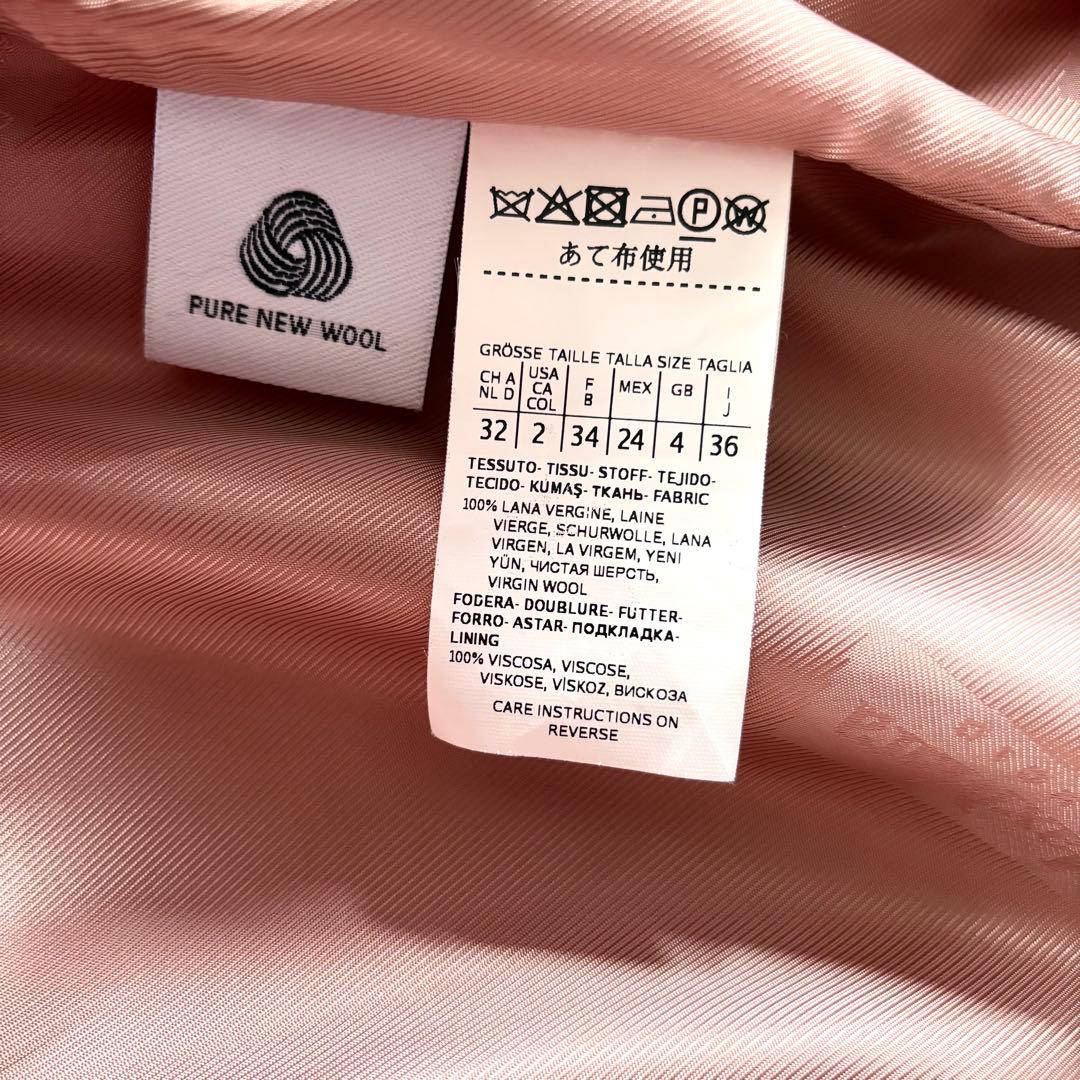 PURE NEW WOOL
P W
あて布使用
GRÖSSE TAILLE TALLA SIZE TAGLIA
CH A NL D USA CA COL F B MEX GB I J
32 2 34 24 4 36
TESSUTO- TISSU- STOFF- TEJIDO-
TECIDO- KUMAŞ- ТКАНЬ- FABRIC
100% LANA VERGINE, LAINE
VIERGE, SCHURWOLLE, LANA
VIRGEN, LA VIRGEM, YENI
YÜN, ЧИСТАЯ ШЕРСТЬ,
VIRGIN WOOL
FODERA- DOUBLURE- FUTTER-
FORRO- ASTAR- ПОДКЛАДКА-
LINING
100% VISCOSA, VISCOSE,
VISKOSE, VİSKOZ, ВИСКОЗА
CARE INSTRUCTIONS ON
REVERSE